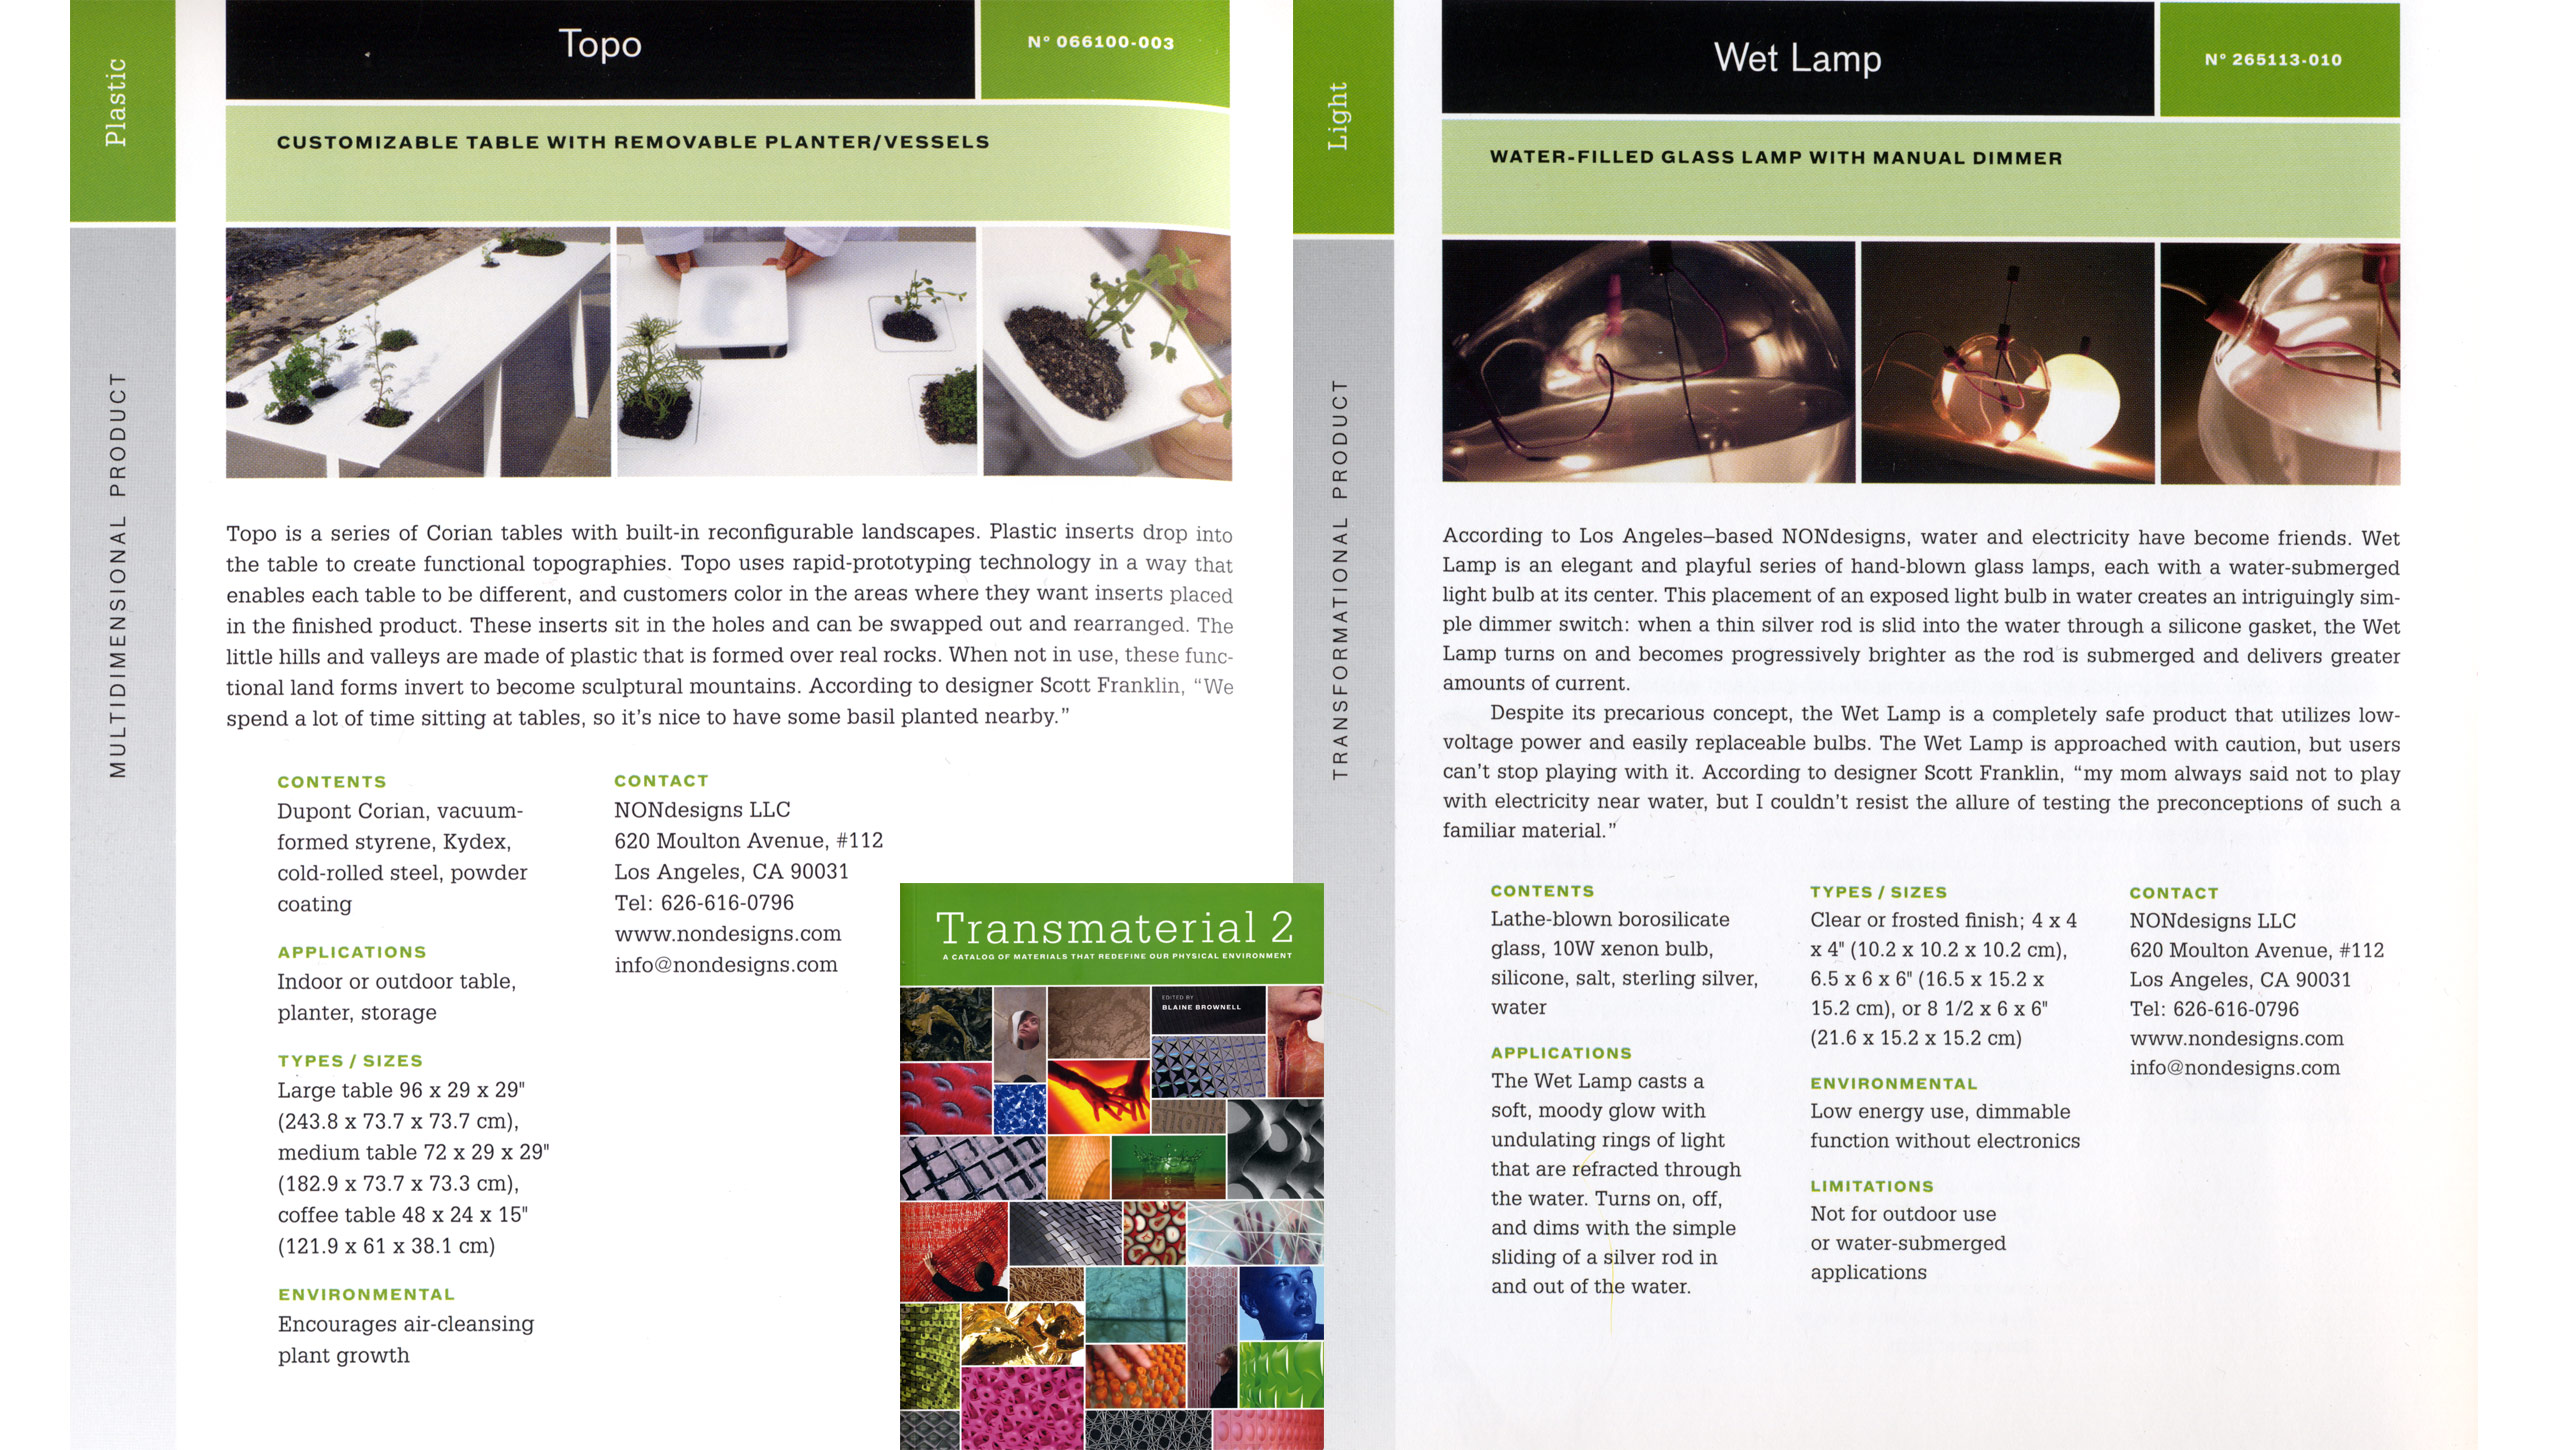 Plastic
MULTIDIMENSIONAL PRODUCT
Topo
N° 066100-003
CUSTOMIZABLE TABLE WITH REMOVABLE PLANTER/VESSELS
Topo is a series of Corian tables with built-in reconfigurable landscapes. Plastic inserts drop into
the table to create functional topographies. Topo uses rapid-prototyping technology in a way that
enables each table to be different, and customers color in the areas where they want inserts placed
in the finished product. These inserts sit in the holes and can be swapped out and rearranged. The
little hills and valleys are made of plastic that is formed over real rocks. When not in use, these func-
tional land forms invert to become sculptural mountains. According to designer Scott Franklin, “We
spend a lot of time sitting at tables, so it’s nice to have some basil planted nearby.”
CONTENTS
Dupont Corian, vacuum-
formed styrene, Kydex,
cold-rolled steel, powder
coating
APPLICATIONS
Indoor or outdoor table,
planter, storage
TYPES / SIZES
Large table 96 x 29 x 29"
(243.8 x 73.7 x 73.7 cm),
medium table 72 x 29 x 29"
(182.9 x 73.7 x 73.3 cm),
coffee table 48 x 24 x 15"
(121.9 x 61 x 38.1 cm)
ENVIRONMENTAL
Encourages air-cleansing
plant growth
CONTACT
NONdesigns LLC
620 Moulton Avenue, #112
Los Angeles, CA 90031
Tel: 626-616-0796
www.nondesigns.com
info@nondesigns.com
Transmaterial 2
A CATALOG OF MATERIALS THAT REDEFINE OUR PHYSICAL ENVIRONMENT
EDITED BY
BLAINE BROWNELL
Light
TRANSFORMATIONAL PRODUCT
Wet Lamp
N° 265113-010
WATER-FILLED GLASS LAMP WITH MANUAL DIMMER
According to Los Angeles–based NONdesigns, water and electricity have become friends. Wet
Lamp is an elegant and playful series of hand-blown glass lamps, each with a water-submerged
light bulb at its center. This placement of an exposed light bulb in water creates an intriguingly sim-
ple dimmer switch: when a thin silver rod is slid into the water through a silicone gasket, the Wet
Lamp turns on and becomes progressively brighter as the rod is submerged and delivers greater
amounts of current.
Despite its precarious concept, the Wet Lamp is a completely safe product that utilizes low-
voltage power and easily replaceable bulbs. The Wet Lamp is approached with caution, but users
can’t stop playing with it. According to designer Scott Franklin, “my mom always said not to play
with electricity near water, but I couldn’t resist the allure of testing the preconceptions of such a
familiar material.”
CONTENTS
Lathe-blown borosilicate
glass, 10W xenon bulb,
silicone, salt, sterling silver,
water
APPLICATIONS
The Wet Lamp casts a
soft, moody glow with
undulating rings of light
that are refracted through
the water. Turns on, off,
and dims with the simple
sliding of a silver rod in
and out of the water.
TYPES / SIZES
Clear or frosted finish; 4 x 4
x 4" (10.2 x 10.2 x 10.2 cm),
6.5 x 6 x 6" (16.5 x 15.2 x
15.2 cm), or 8 1/2 x 6 x 6"
(21.6 x 15.2 x 15.2 cm)
ENVIRONMENTAL
Low energy use, dimmable
function without electronics
LIMITATIONS
Not for outdoor use
or water-submerged
applications
CONTACT
NONdesigns LLC
620 Moulton Avenue, #112
Los Angeles, CA 90031
Tel: 626-616-0796
www.nondesigns.com
info@nondesigns.com